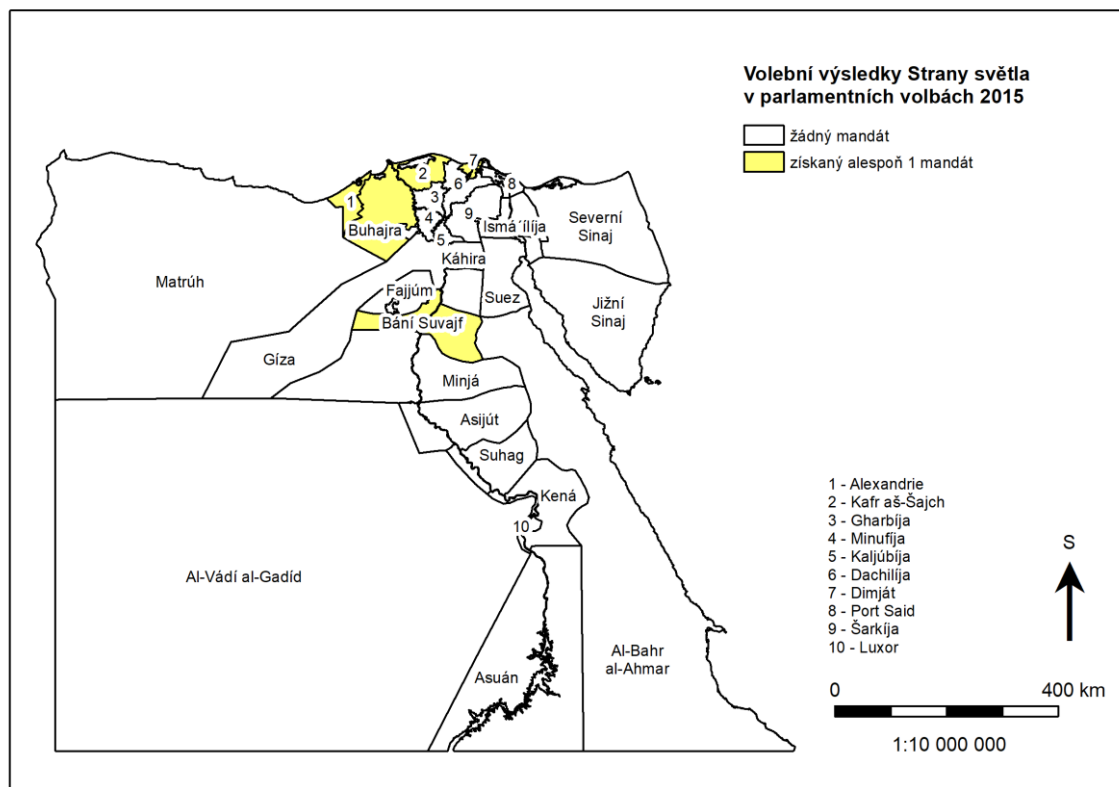 Volební výsledky Strany světla
v parlamentních volbách 2015
žádný mandát
získaný alespoň 1 mandát
7
2
6
8
1
3
9
4
Buhajra
Ismá´ílíja
Severní
Sinaj
5
Káhira
Matrúh
Fajjúm
Suez
Jižní
Sinaj
Bání Suvajf
Gíza
Minjá
Asijút
Suhag
Kená
10
Al-Vádí al-Gadíd
Asuán
Al-Bahr
al-Ahmar
1 - Alexandrie
2 - Kafr aš-Šajch
3 - Gharbíja
4 - Minufíja
5 - Kaljúbíja
6 - Dachilíja
7 - Dimját
8 - Port Said
9 - Šarkíja
10 - Luxor
S
0 400 km
1:10 000 000